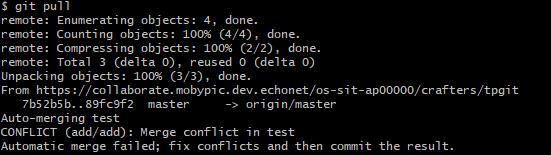 $ git pull
remote: Enumerating objects: 4, done.
remote: Counting objects: 100% (4/4), done.
remote: Compressing objects: 100% (2/2), done.
remote: Total 3 (delta 0), reused 0 (delta 0)
Unpacking objects: 100% (3/3), done.
From https://collaborate.mobypic.dev.echonet/os-sit-ap00000/crafters/tpgit
   7b52b5b..89fc9f2  master     -> origin/master
Auto-merging test
CONFLICT (add/add): Merge conflict in test
Automatic merge failed; fix conflicts and then commit the result.